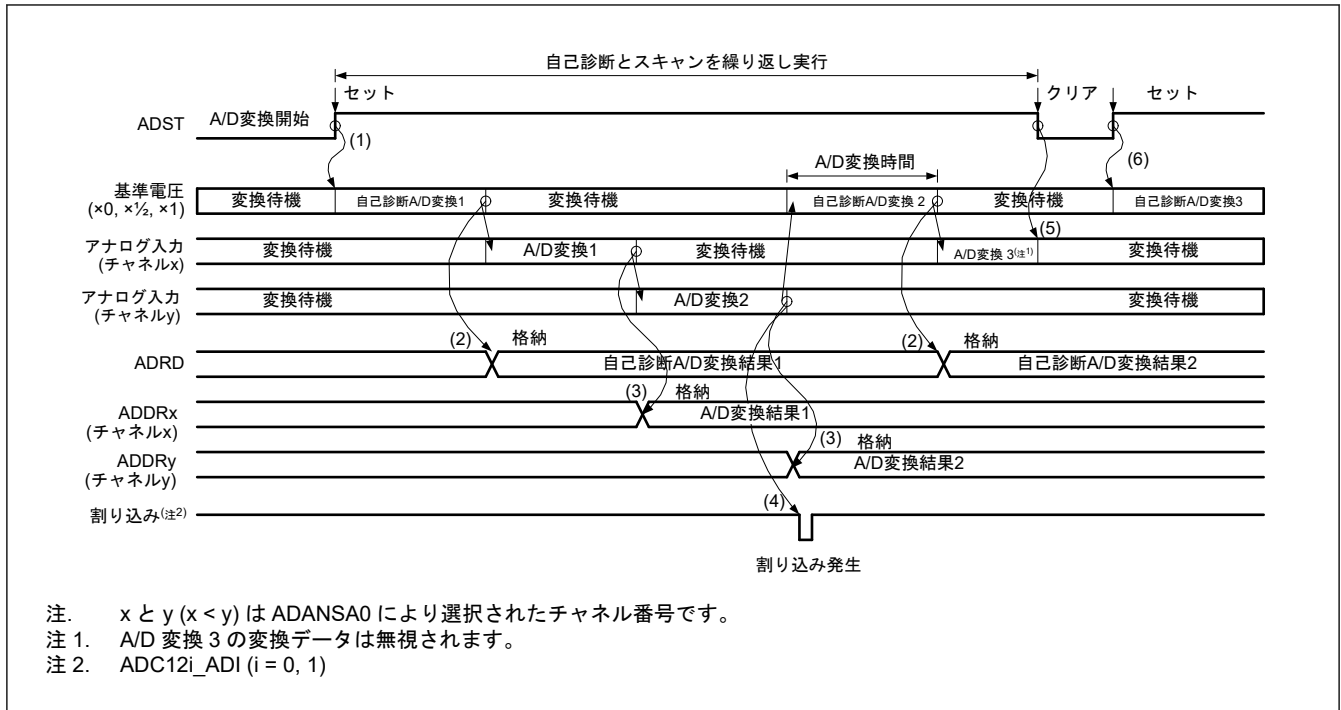 自己診断とスキャンを繰り返し実行
セット
クリア
セット
ADST
A/D変換開始
(1)
(6)
A/D変換時間
基準電圧
(×0, ×½, ×1)
変換待機
自己診断A/D変換1
変換待機
自己診断A/D変換 2
変換待機
自己診断A/D変換3
(5)
アナログ入力
(チャネルx)
変換待機
A/D変換1
変換待機
A/D変換 3(注1)
変換待機
アナログ入力
(チャネルy)
変換待機
A/D変換2
変換待機
ADRD
(2)
格納
自己診断A/D変換結果1
(2)
格納
自己診断A/D変換結果2
ADDRx
(チャネルx)
(3)
格納
A/D変換結果1
ADDRy
(チャネルy)
(3)
格納
A/D変換結果2
割り込み(注2)
(4)
割り込み発生
注. x と y (x < y) は ADANSA0 により選択されたチャネル番号です。
注 1. A/D 変換 3 の変換データは無視されます。
注 2. ADC12i_ADI (i = 0, 1)